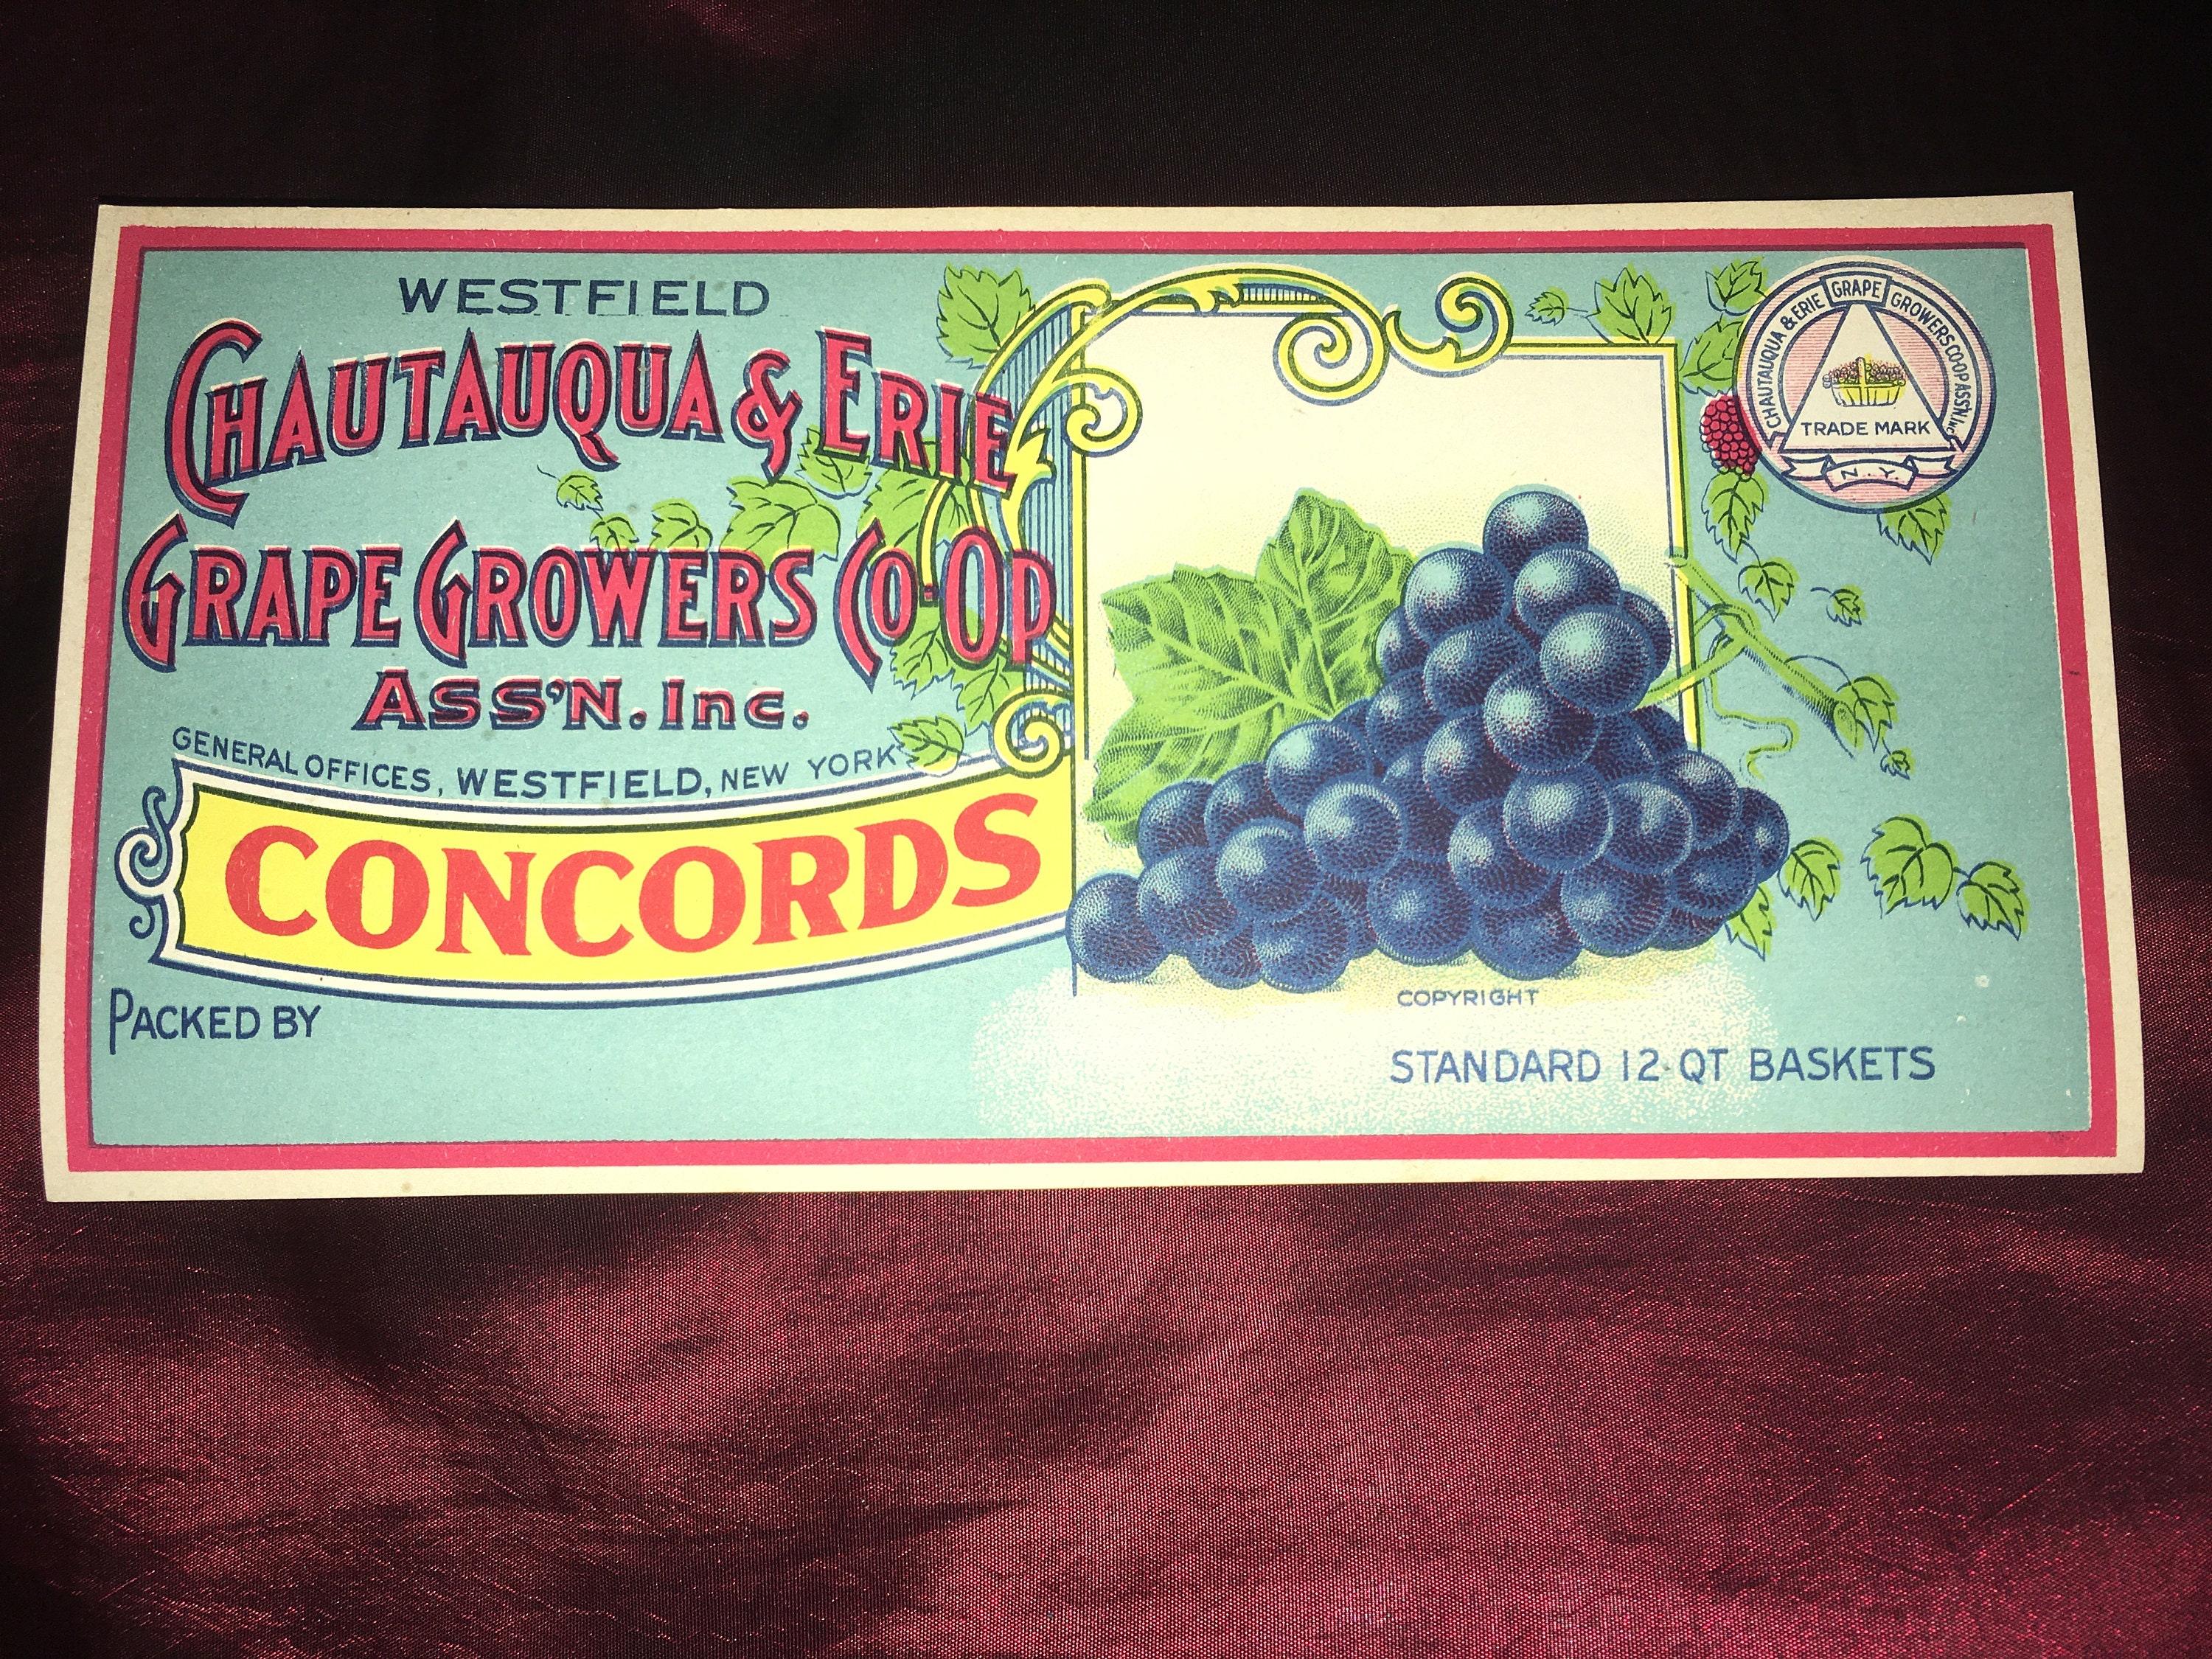 WESTFIELD
CHAUTAUQUA & ERIE
GRAPE GROWERS CO-OP
ASS'N. Inc.
GENERAL OFFICES, WESTFIELD, NEW YORK
CONCORDS
PACKED BY
CHAUTAUQUA & ERIE GRAPE GROWERS CO-OP ASS'N. Inc.
TRADE MARK
N.Y.
COPYRIGHT
STANDARD 12-QT BASKETS